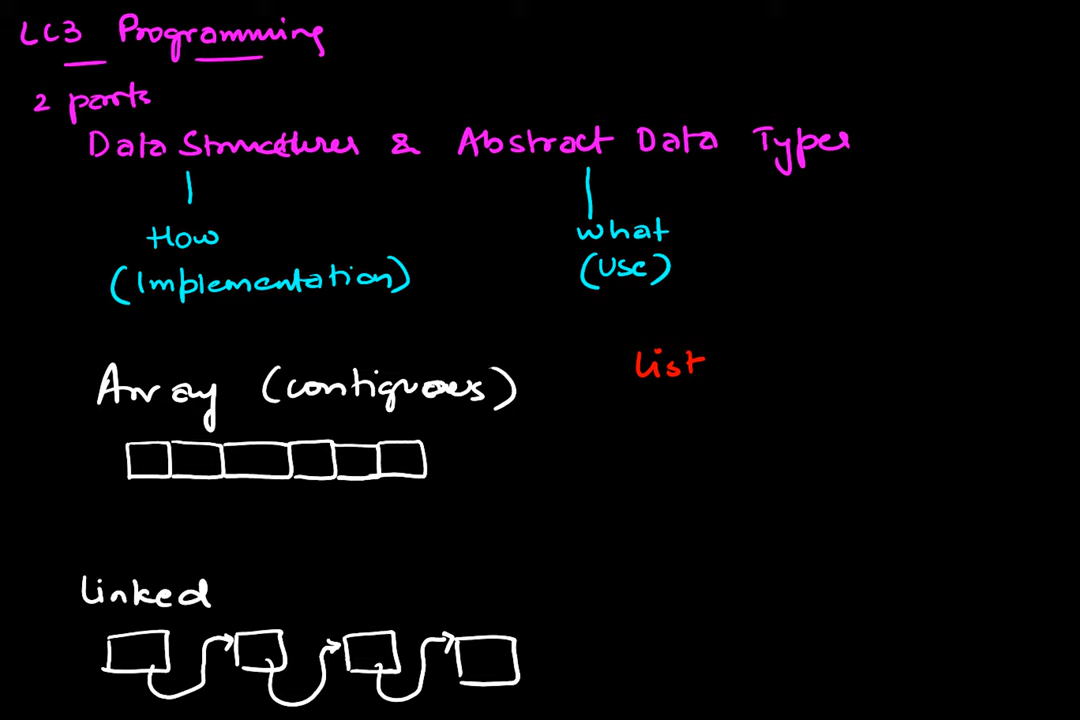 LC3 Programming
2 parts
Data Structures & Abstract Data Types
How
What
(Implementation)
(Use)
List
Array (contiguous)
Linked